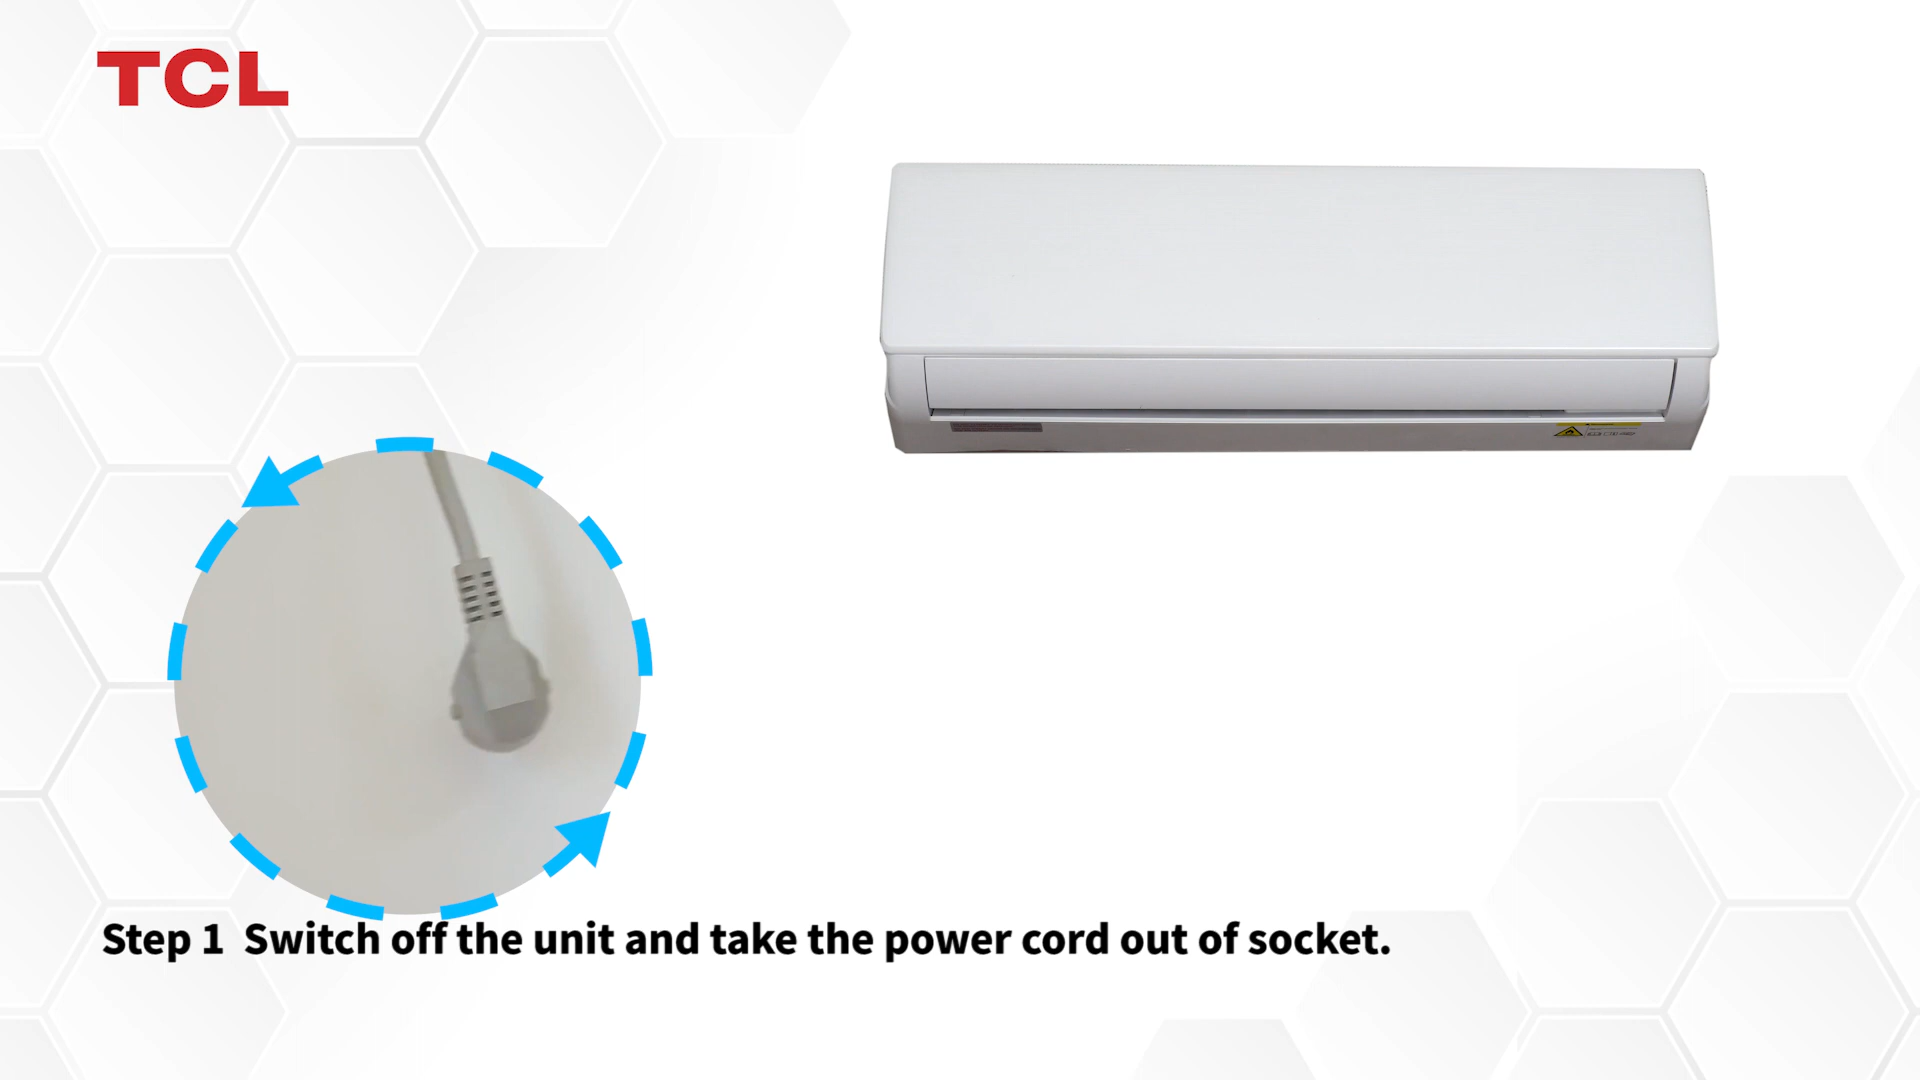 TCL
Step 1 Switch off the unit and take the power cord out of socket.